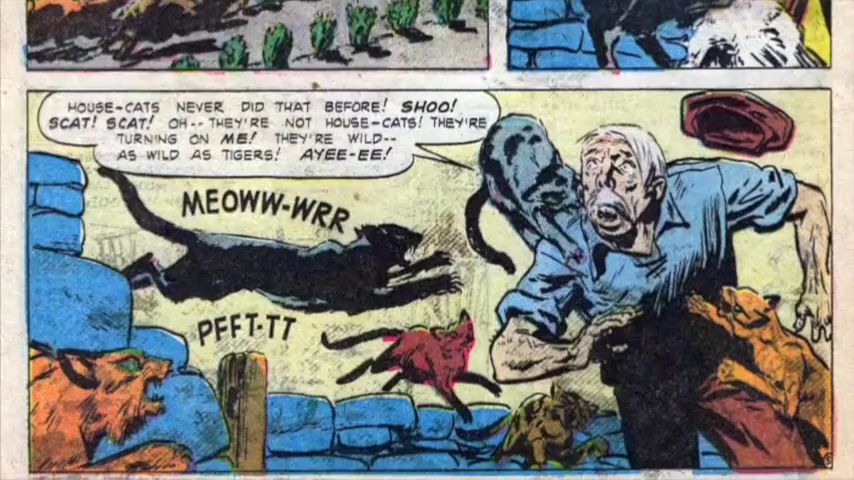 HOUSE-CATS NEVER DID THAT BEFORE! SHOO!
SCAT! SCAT! OH-- THEY'RE NOT HOUSE-CATS! THEY'RE
TURNING ON ME! THEY'RE WILD--
AS WILD AS TIGERS! AYEE-EE!
MEOWW-WRR
PFFT-TT